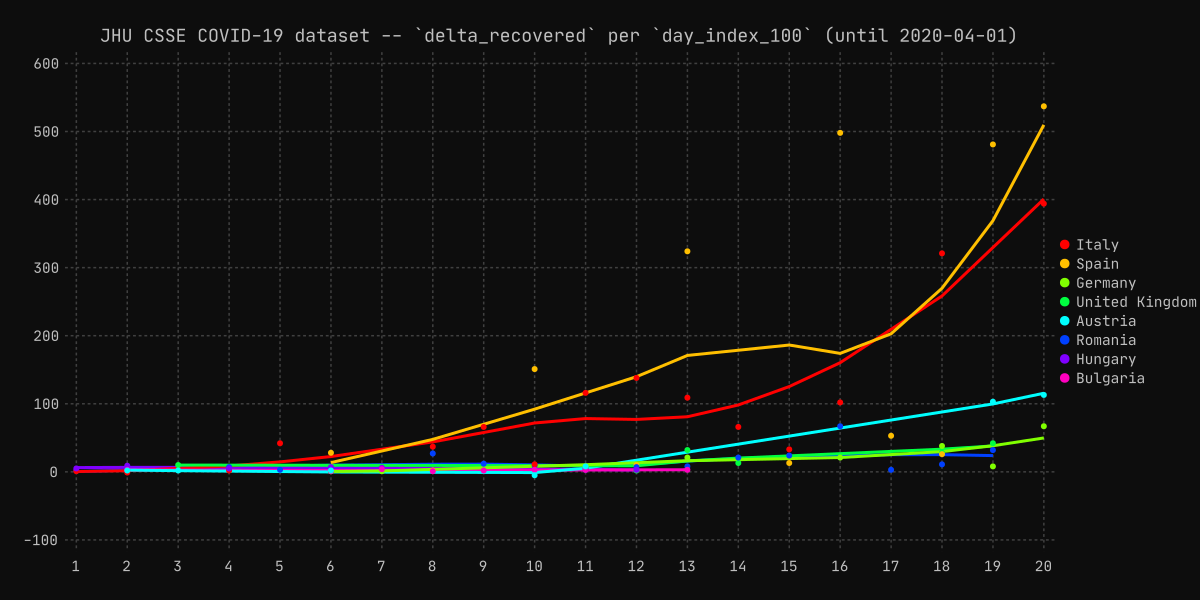 JHU CSSE COVID-19 dataset -- `delta_recovered` per `day_index_100` (until 2020-04-01)
600
500
400
300
200
100
0
-100
1 2 3 4 5 6 7 8 9 10 11 12 13 14 15 16 17 18 19 20
Italy
Spain
Germany
United Kingdom
Austria
Romania
Hungary
Bulgaria